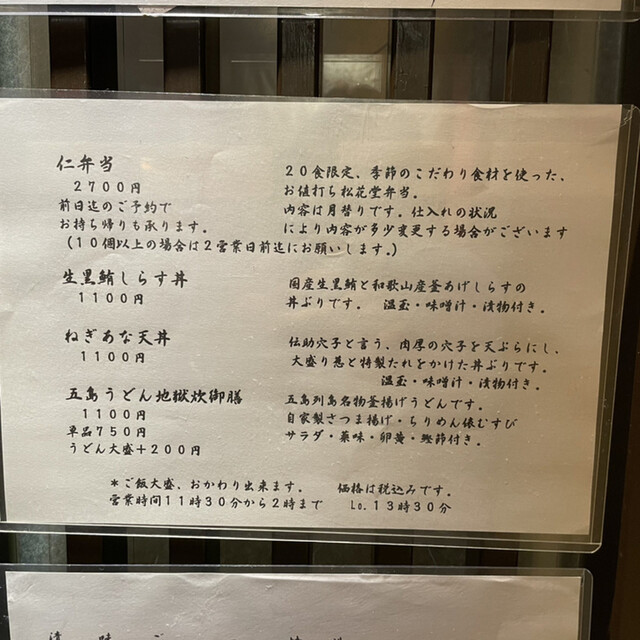 仁弁当
２７００円
前日迄のご予約で
お持ち帰りも承ります．
（１０個以上の場合は２営業日前迄にお願いします．）
２０食限定、季節のこだわり食材を使った、
お値打ち松花堂弁当．
内容は月替りです．仕入れの状況
により内容が多少変更する場合がございます
生黒鮪しらす丼
１１００円
国産生黒鮪と和歌山産釜あげしらすの
丼ぶりです． 温玉・味噌汁・漬物付き．
ねぎあな天丼
１１００円
伝助穴子と言う、肉厚の穴子を天ぷらにし、
大盛り葱と特製たれをかけた丼ぶりです．
温玉・味噌汁・漬物付き．
五島うどん地獄炊御膳
１１００円
単品７５０円
うどん大盛＋２００円
五島列島名物釜揚げうどんです．
自家製さつま揚げ・ちりめん俵むすび
サラダ・薬味・卵黄・鰹節付き．
＊ご飯大盛、おかわり出来ます． 価格は税込みです．
営業時間１１時３０分から２時まで Lo．１３時３０分